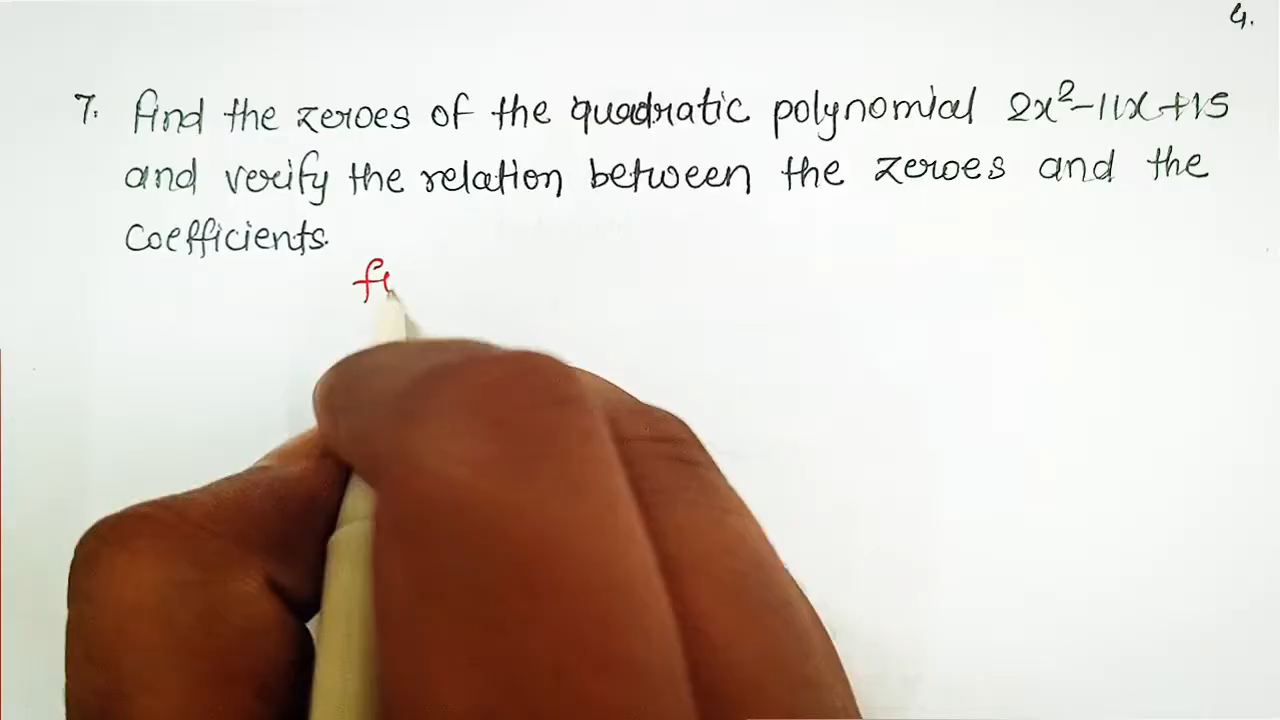 4.
7. find the zeroes of the quadratic polynomial 2x²-11x+15
and verify the relation between the zeroes and the
coefficients.
f(